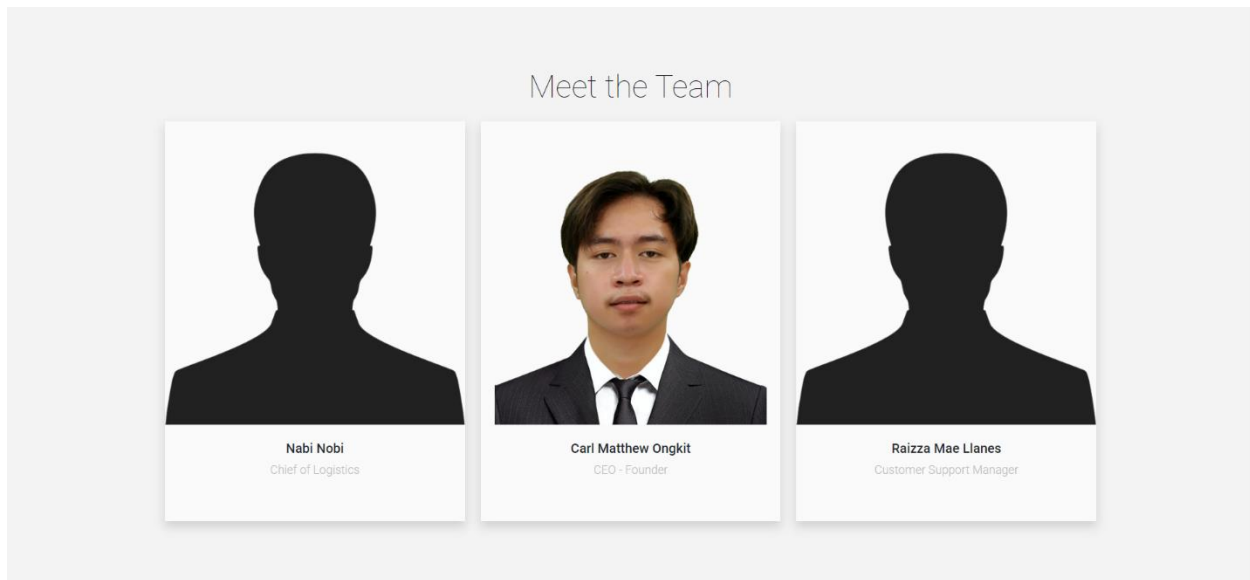 Meet the Team
Nabi Nobi
Chief of Logistics
Carl Matthew Ongkit
CEO - Founder
Raizza Mae Llanes
Customer Support Manager